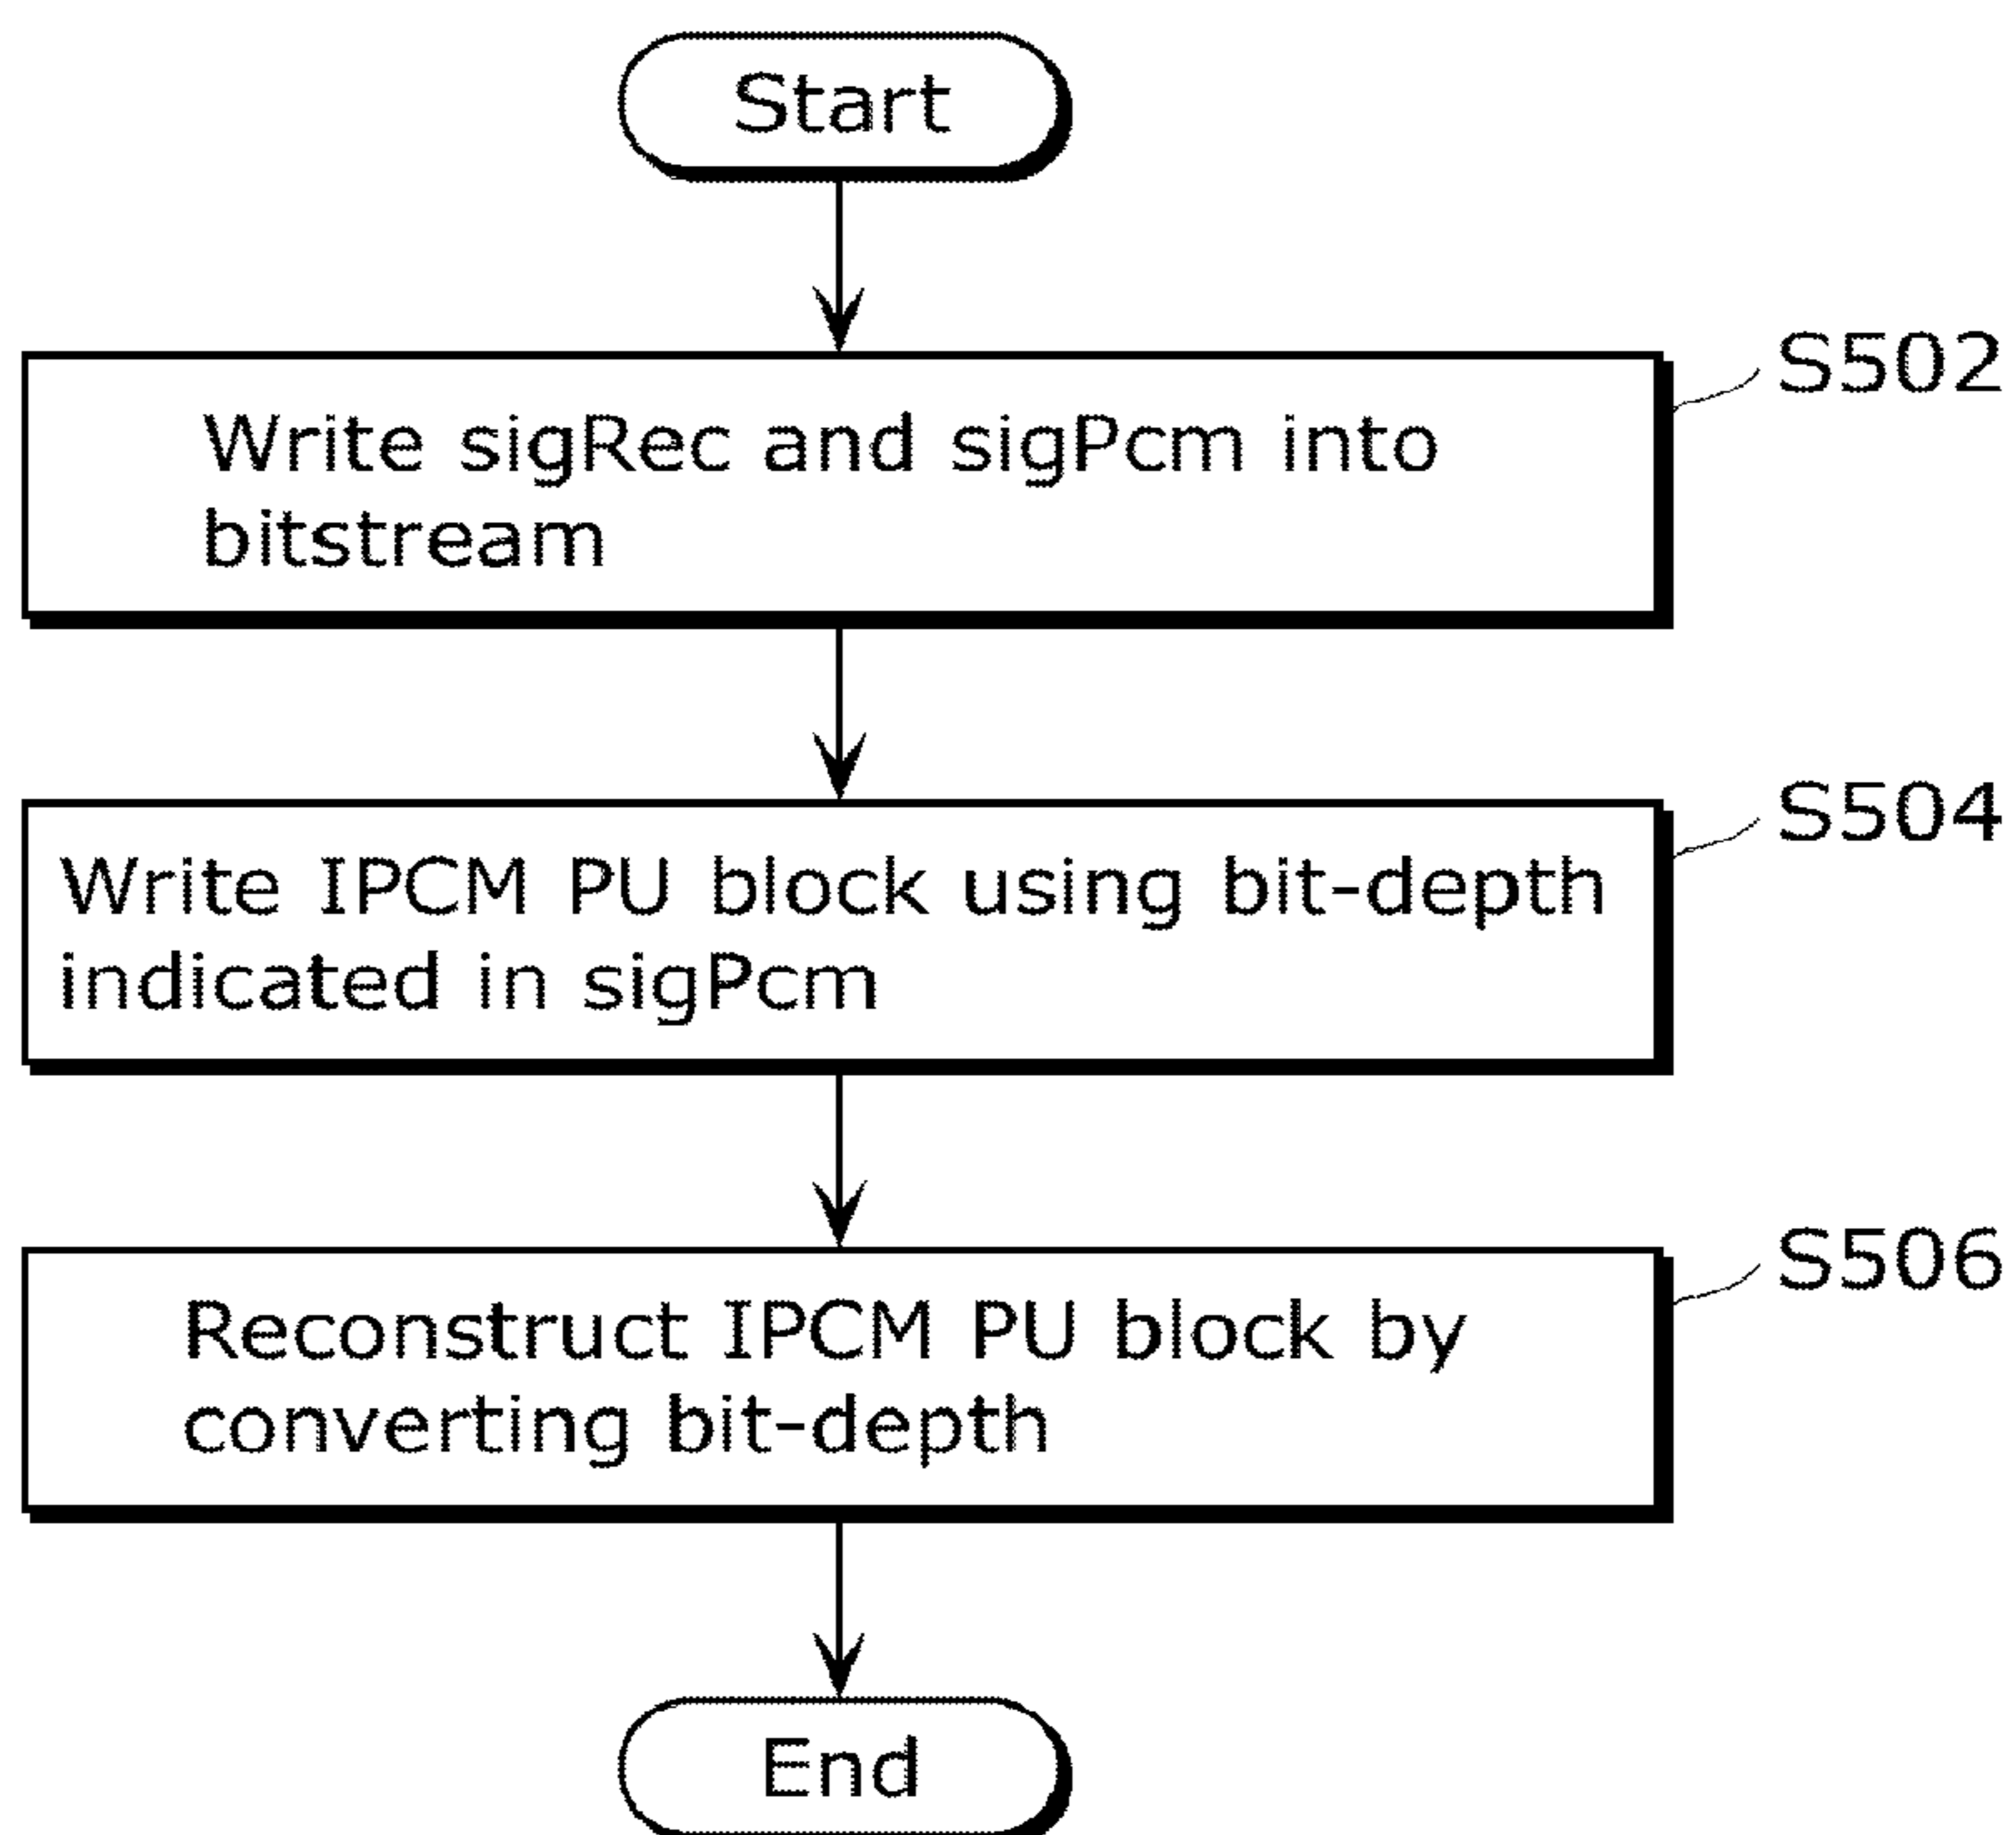 Start
S502
Write sigRec and sigPcm into
bitstream
S504
Write IPCM PU block using bit-depth
indicated in sigPcm
S506
Reconstruct IPCM PU block by
converting bit-depth
End